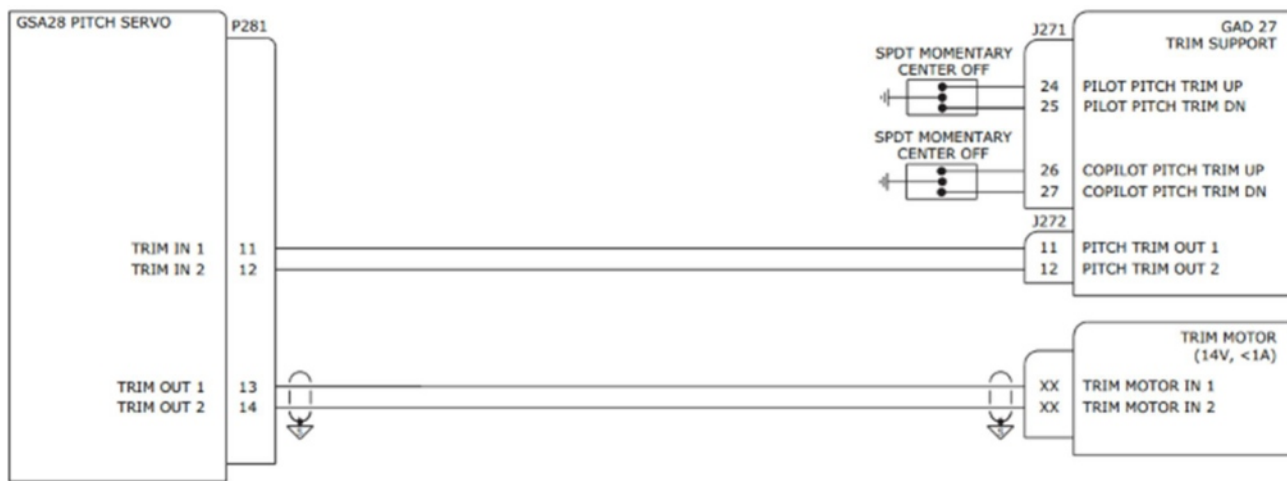 GSA28 PITCH SERVO
P281
TRIM IN 1 11
TRIM IN 2 12
TRIM OUT 1 13
TRIM OUT 2 14
SPDT MOMENTARY
CENTER OFF
SPDT MOMENTARY
CENTER OFF
J271
GAD 27
TRIM SUPPORT
24 PILOT PITCH TRIM UP
25 PILOT PITCH TRIM DN
26 COPILOT PITCH TRIM UP
27 COPILOT PITCH TRIM DN
J272
11 PITCH TRIM OUT 1
12 PITCH TRIM OUT 2
TRIM MOTOR
(14V, <1A)
XX TRIM MOTOR IN 1
XX TRIM MOTOR IN 2